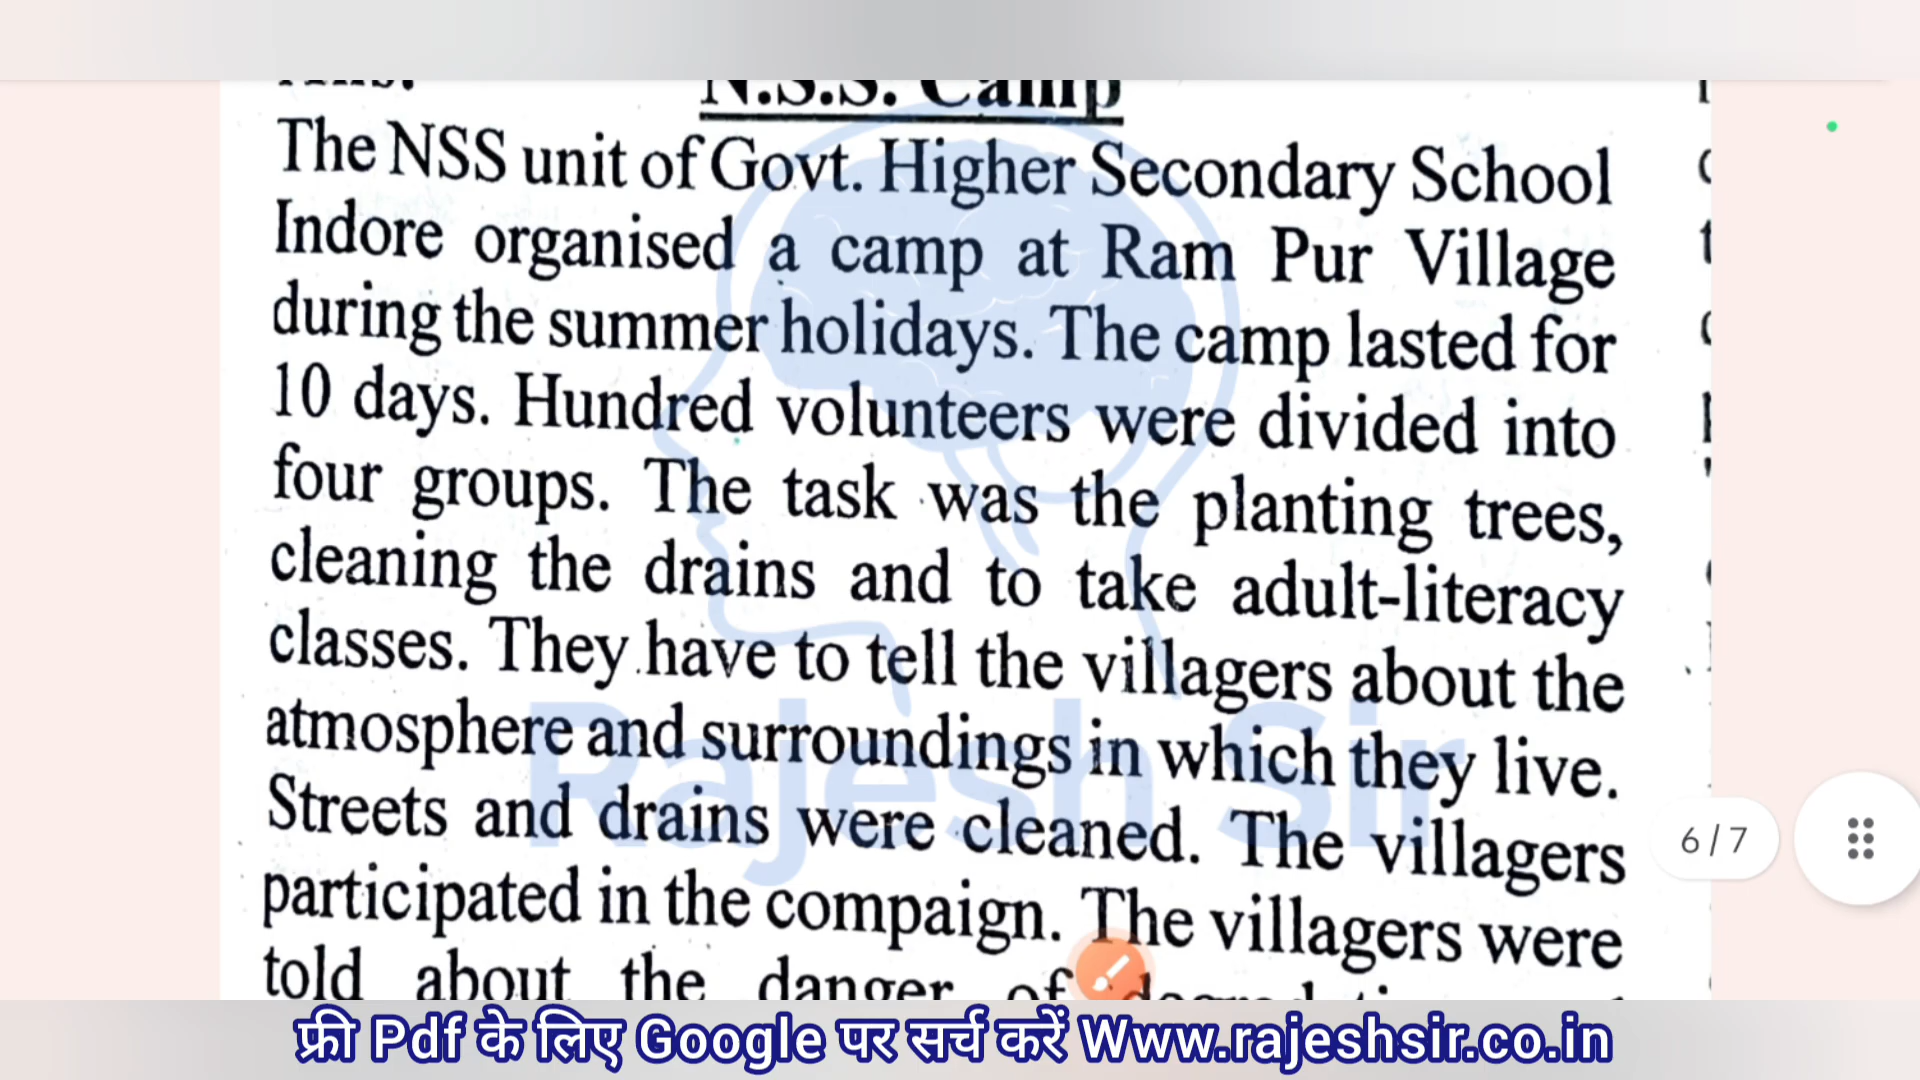 Ans.
N.S.S. Camp
The NSS unit of Govt. Higher Secondary School
Indore organised a camp at Ram Pur Village
during the summer holidays. The camp lasted for
10 days. Hundred volunteers were divided into
four groups. The task was the planting trees,
cleaning the drains and to take adult-literacy
classes. They have to tell the villagers about the
atmosphere and surroundings in which they live.
Streets and drains were cleaned. The villagers
participated in the compaign. The villagers were
told about the danger of
Rajesh Sir
6/7
फ्री Pdf के लिए Google पर सर्च करें Www.rajeshsir.co.in